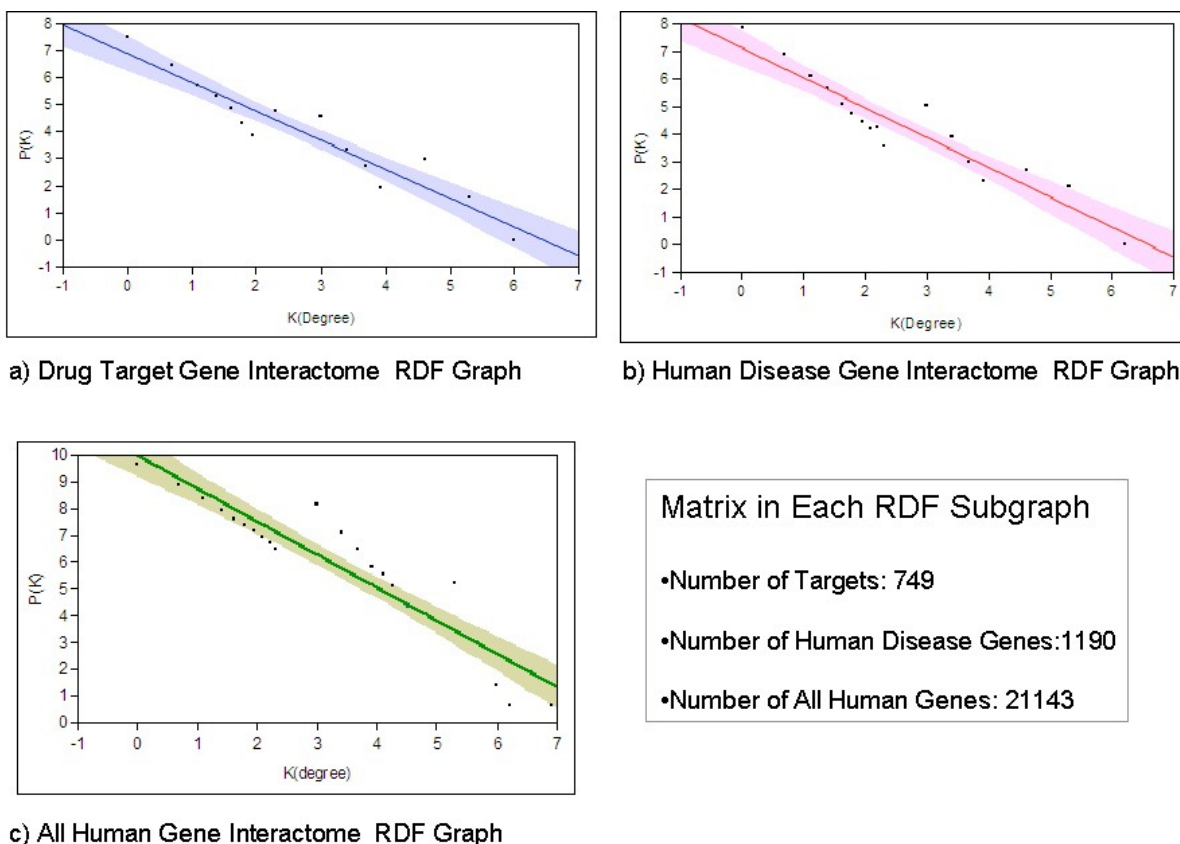 8
7
6
5
4
3
2
1
0
-1
P(K)
-1 0 1 2 3 4 5 6 7
K(Degree)
a) Drug Target Gene Interactome RDF Graph
8
7
6
5
4
3
2
1
0
-1
P(K)
-1 0 1 2 3 4 5 6 7
K(Degree)
b) Human Disease Gene Interactome RDF Graph
10
9
8
7
6
5
4
3
2
1
0
P(K)
-1 0 1 2 3 4 5 6 7
K(degree)
c) All Human Gene Interactome RDF Graph
Matrix in Each RDF Subgraph
•Number of Targets: 749
•Number of Human Disease Genes:1190
•Number of All Human Genes: 21143